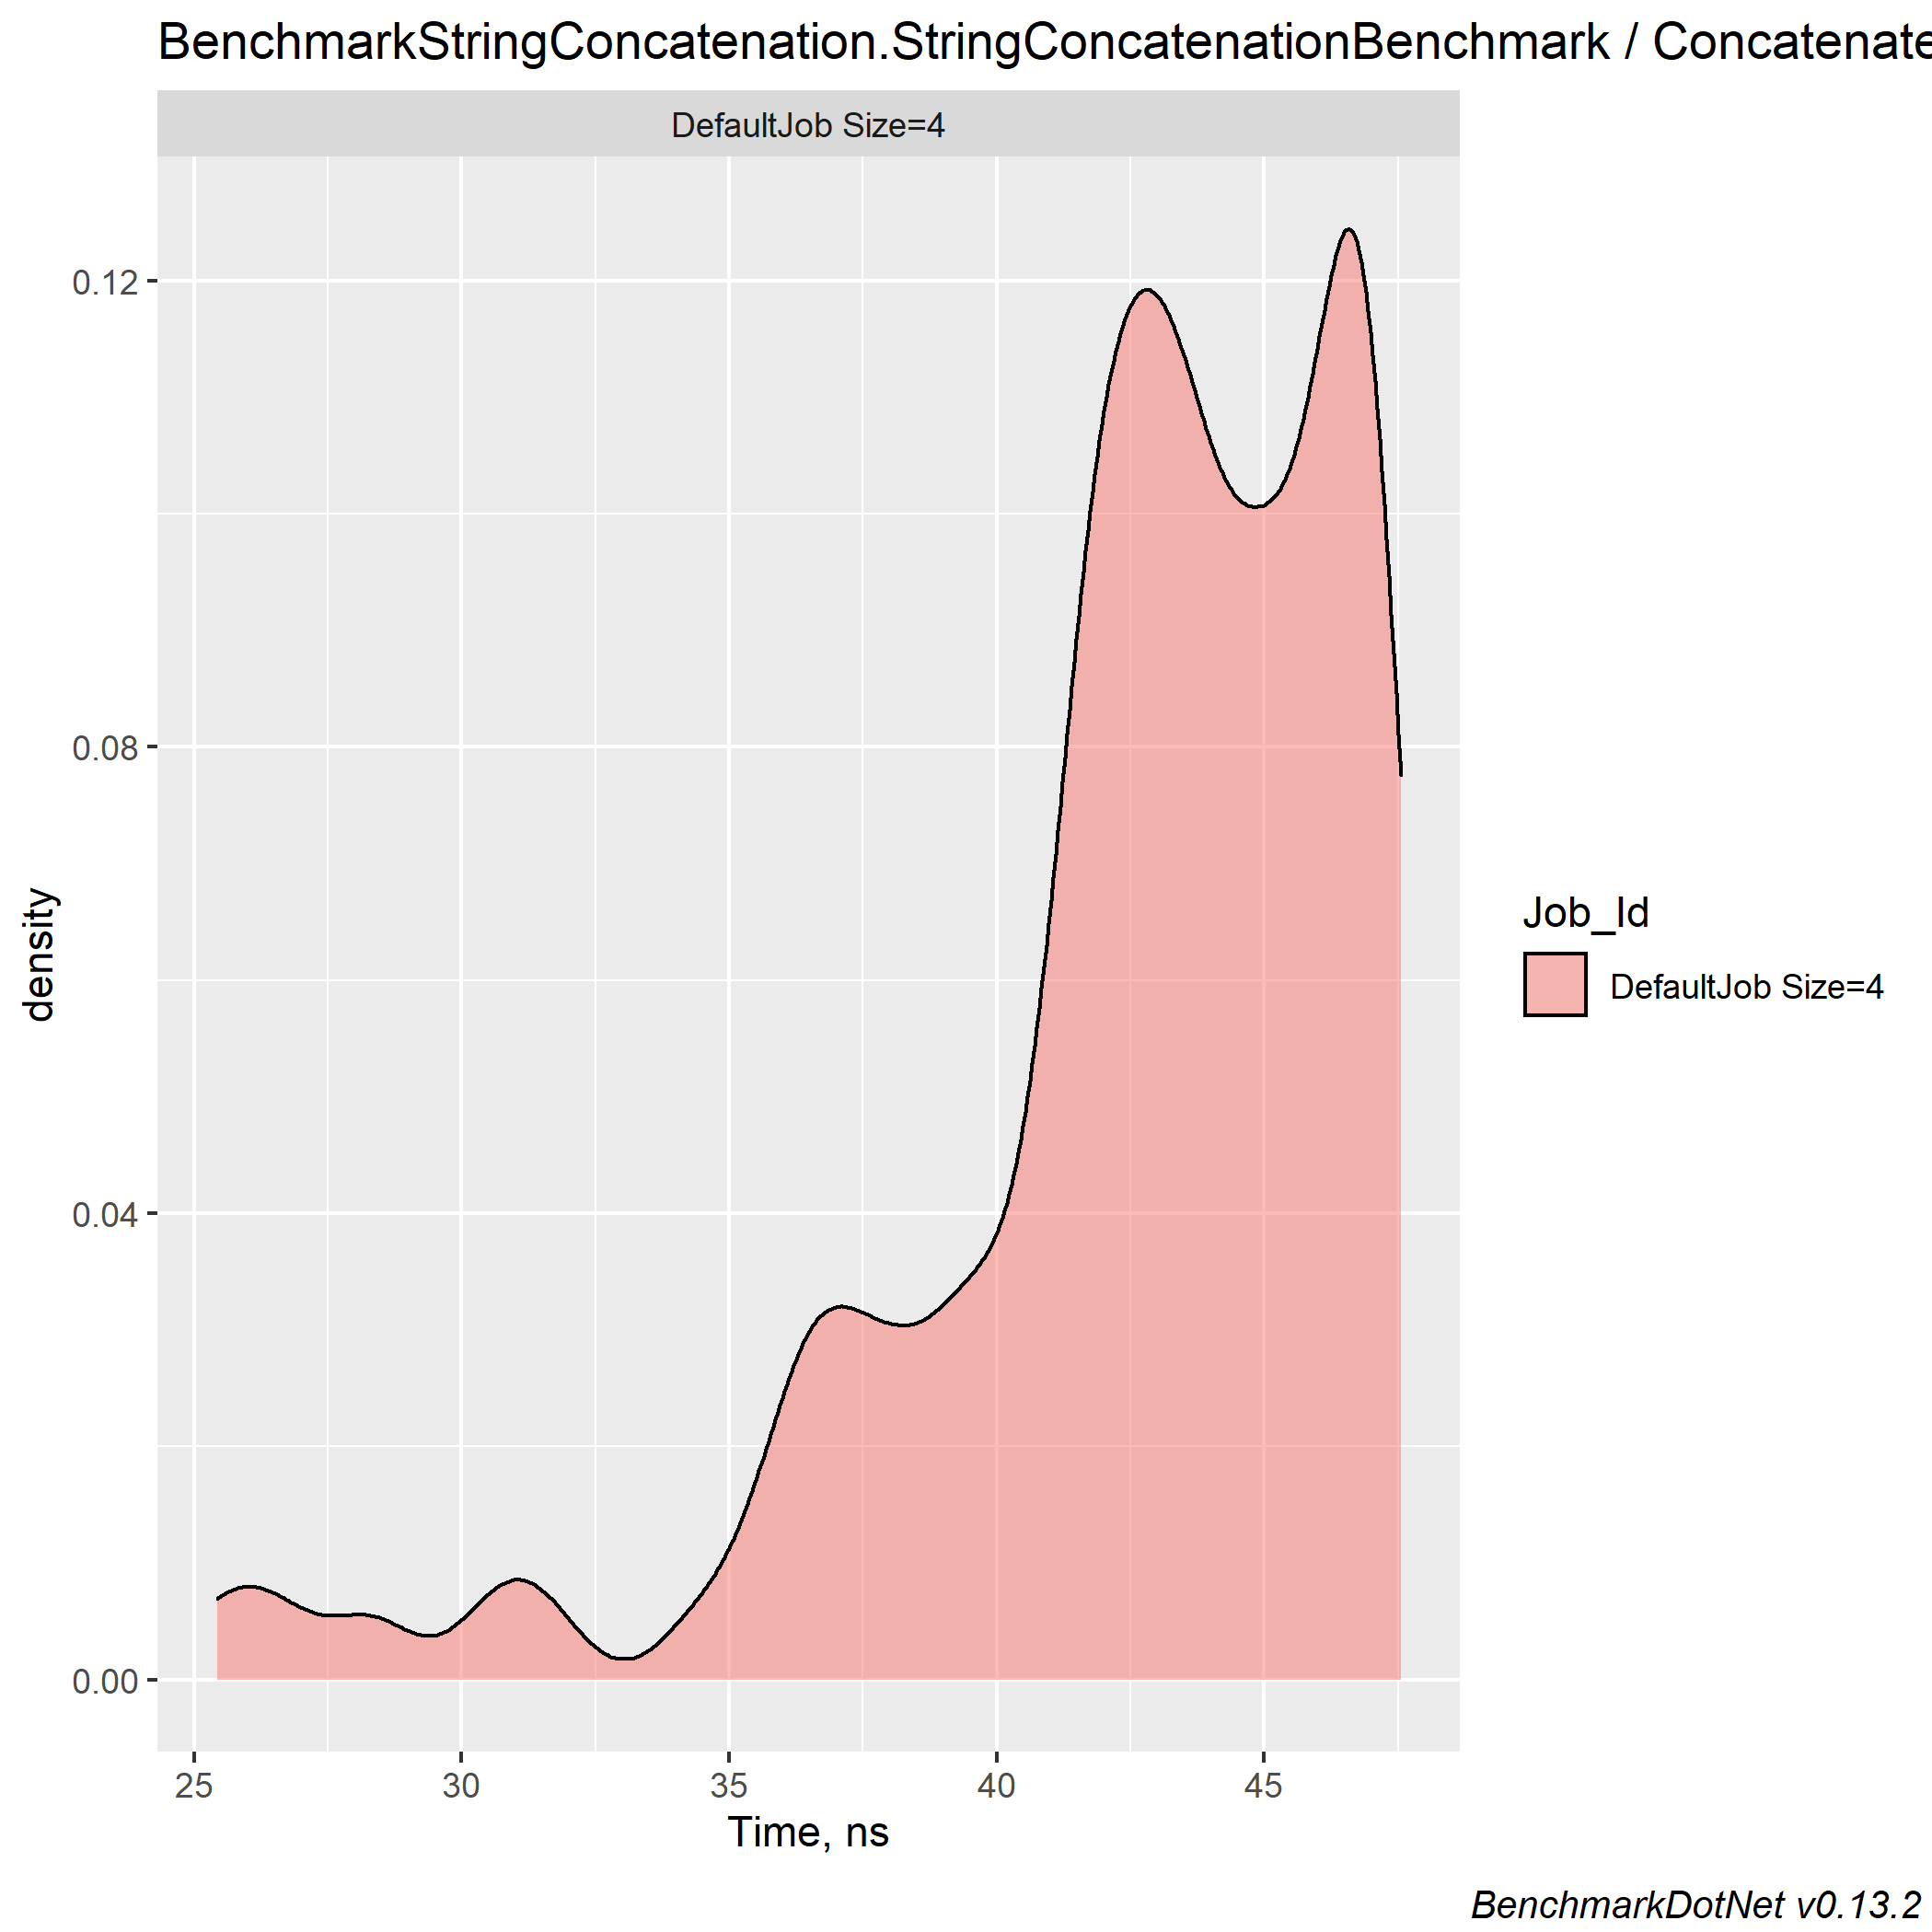 BenchmarkStringConcatenation.StringConcatenationBenchmark / Concatenate
DefaultJob Size=4
0.12
0.08
0.04
0.00
density
25 30 35 40 45
Time, ns
Job_Id
DefaultJob Size=4
BenchmarkDotNet v0.13.2